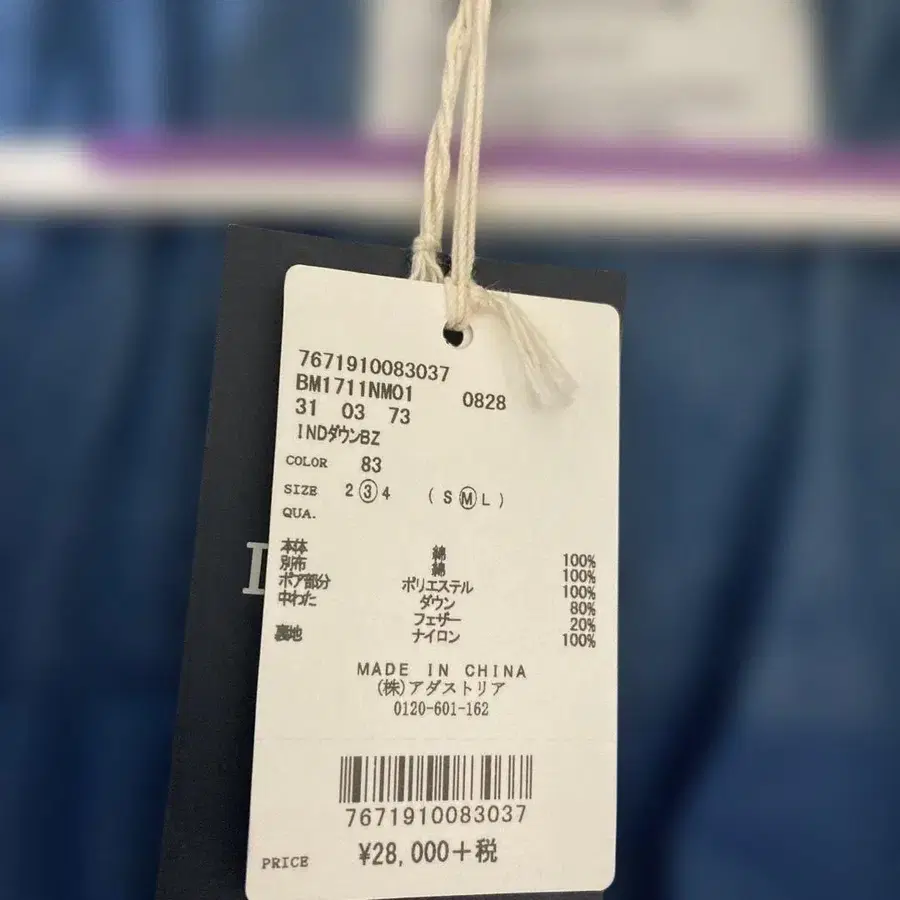 7671910083037
BM1711NM01 0828
31 03 73
INDダウンBZ
COLOR 83
SIZE 2 3 4 (S M L)
QUA.
本体 綿 100%
別布 綿 100%
ボア部分 ポリエステル 100%
中わた ダウン 80%
フェザー 20%
裏地 ナイロン 100%
MADE IN CHINA
(株)アダストリア
0120-601-162
7671910083037
PRICE ¥28,000+税